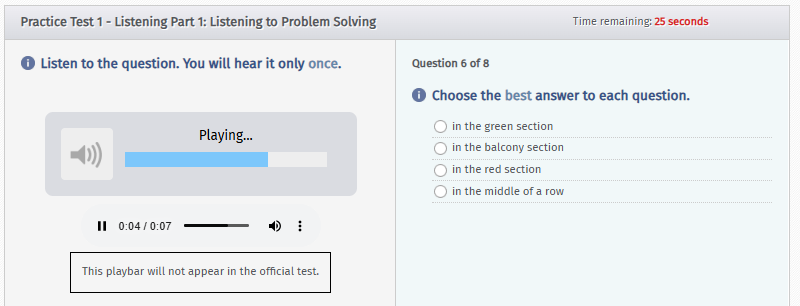 Practice Test 1 - Listening Part 1: Listening to Problem Solving
Time remaining: 25 seconds
Listen to the question. You will hear it only once.
Playing...
0:04 / 0:07
This playbar will not appear in the official test.
Question 6 of 8
Choose the best answer to each question.
in the green section
in the balcony section
in the red section
in the middle of a row